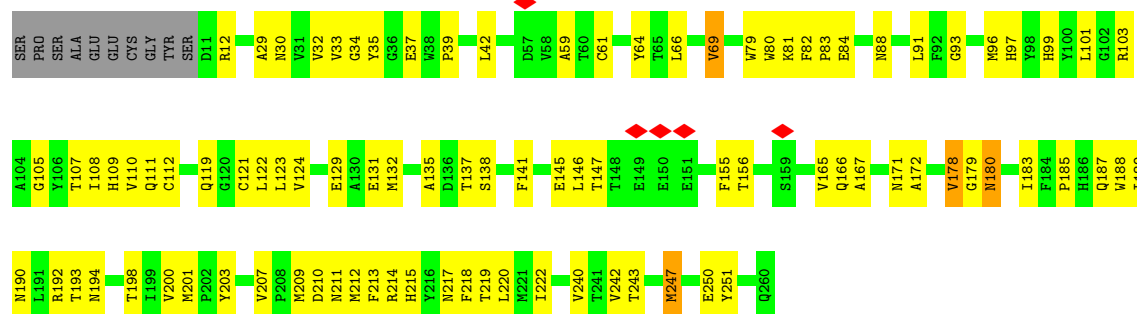 SER PRO SER ALA GLU GLU CYS GLY TYR SER D11 R12 A29 N30 V31 V32 V33 G34 Y35 G36 E37 W38 P39 L42 D57 V58 A59 T60 C61 Y64 T65 L66 V69 W79 W80 K81 F82 P83 E84 N88 L91 F92 G93 M96 H97 Y98 H99 Y100 L101 G102 R103
A104 G105 Y106 T107 I108 H109 V110 Q111 C112 Q119 G120 C121 L122 L123 V124 E129 A130 E131 M132 A135 D136 T137 S138 F141 E145 L146 T147 T148 E149 E150 E151 F155 T156 S159 V165 Q166 A167 N171 A172 V178 G179 N180 I183 F184 P185 H186 Q187 W188
N190 L191 R192 T193 N194 T198 I199 V200 M201 P202 Y203 V207 P208 M209 D210 N211 M212 F213 R214 H215 Y216 N217 F218 T219 L220 M221 I222 V240 T241 V242 T243 M247 E250 Y251 Q260